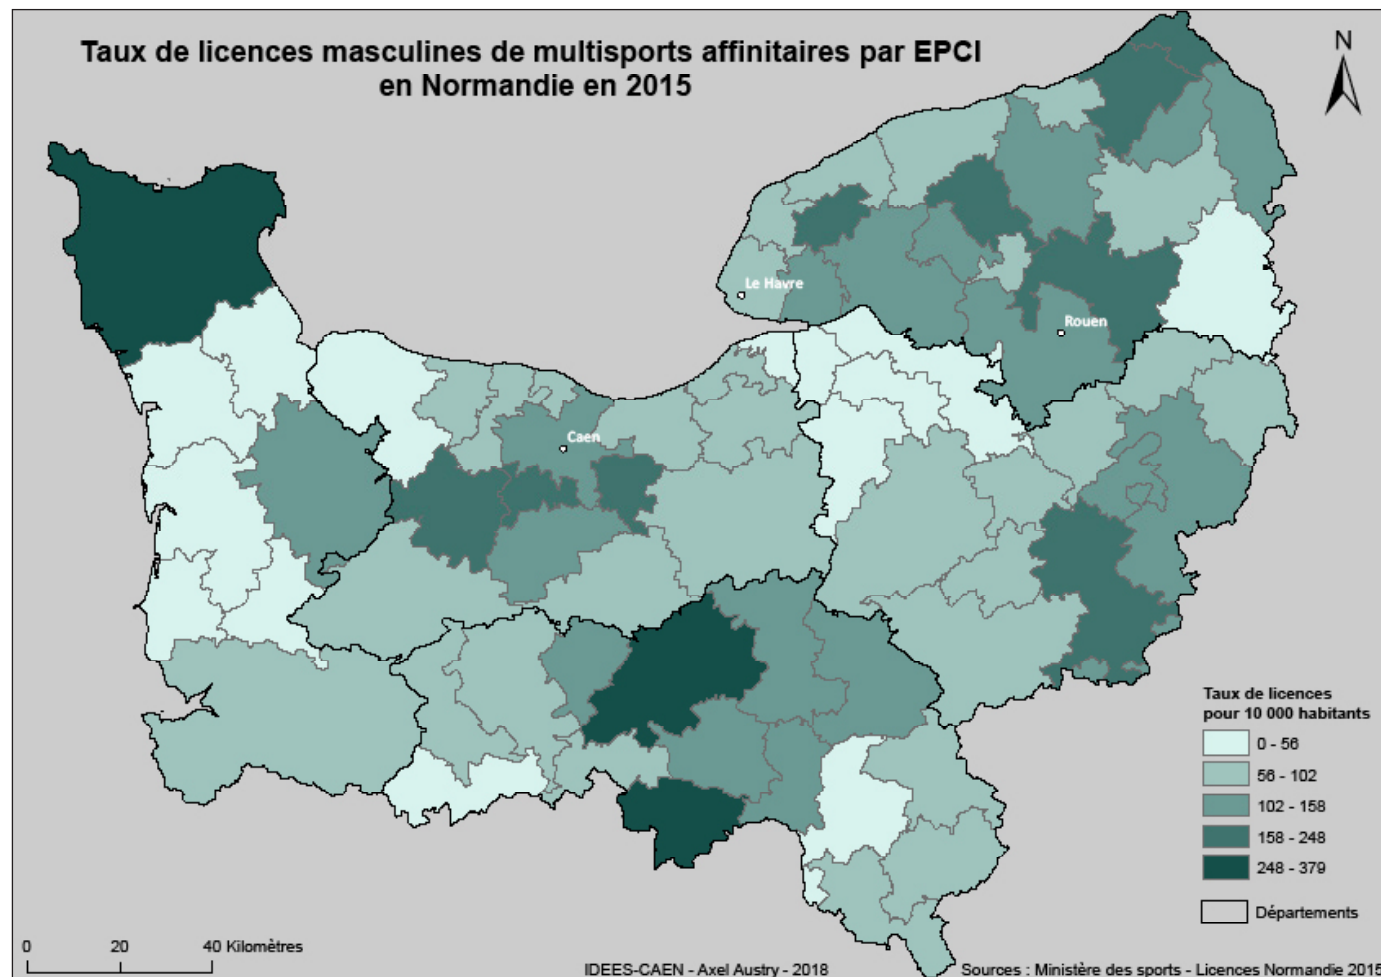 Taux de licences masculines de multisports affinitaires par EPCI
en Normandie en 2015
N
Le Havre
Rouen
Caen
Taux de licences
pour 10 000 habitants
0 - 56
56 - 102
102 - 158
158 - 248
248 - 379
Départements
0 20 40 Kilomètres
IDEES-CAEN - Axel Austry - 2018
Sources : Ministère des sports - Licences Normandie 2015